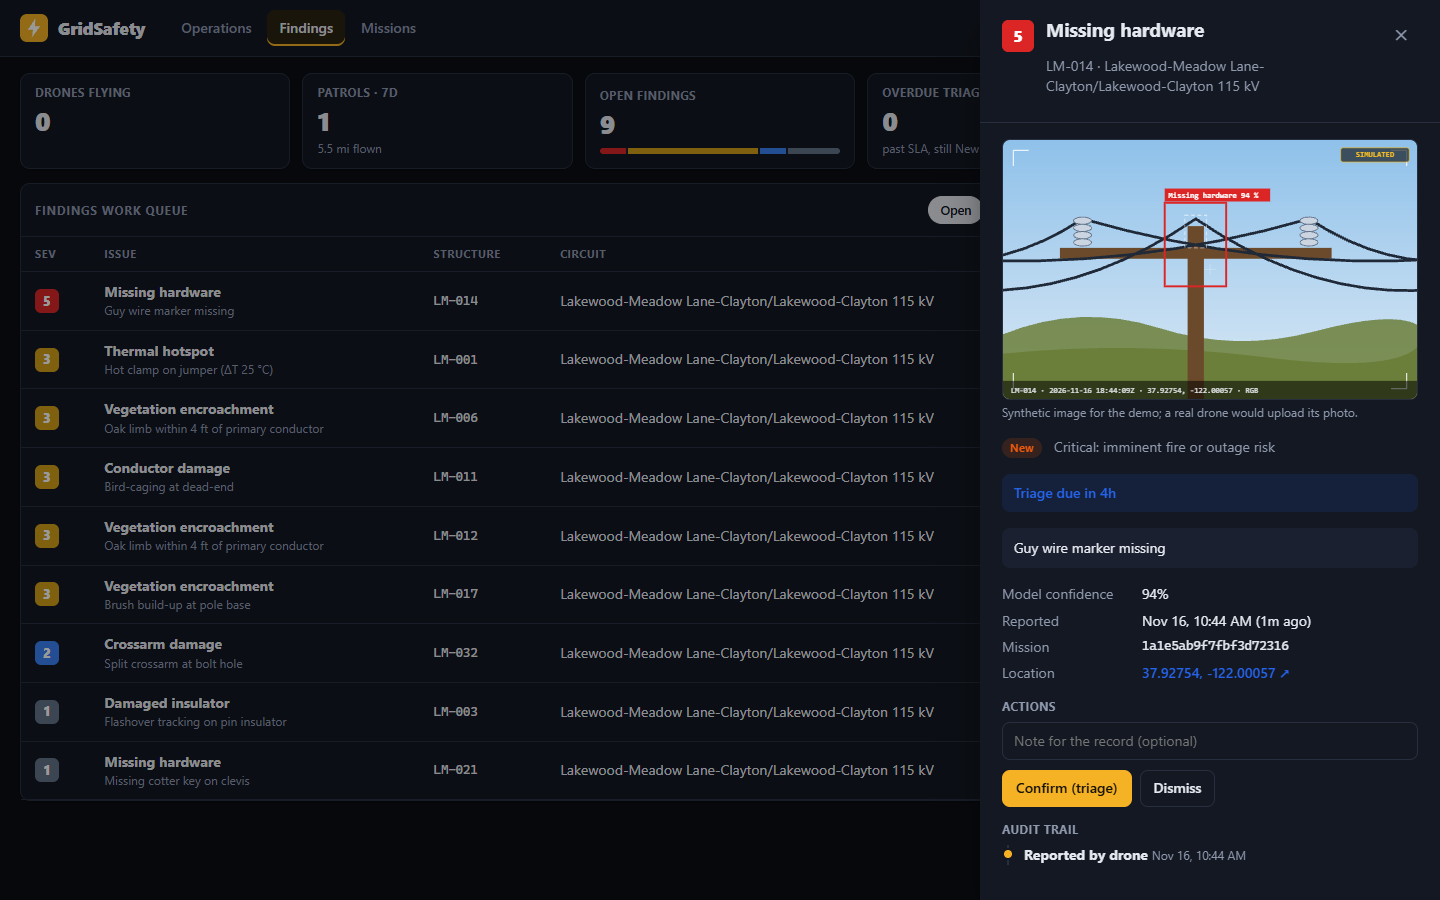 GridSafety
Operations
Findings
Missions
DRONES FLYING
0
PATROLS · 7D
1
5.5 mi flown
OPEN FINDINGS
9
OVERDUE TRIAG
0
past SLA, still New
FINDINGS WORK QUEUE
Open
SEV ISSUE STRUCTURE CIRCUIT
5 Missing hardware LM-014 Lakewood-Meadow Lane-Clayton/Lakewood-Clayton 115 kV
Guy wire marker missing
3 Thermal hotspot LM-001 Lakewood-Meadow Lane-Clayton/Lakewood-Clayton 115 kV
Hot clamp on jumper (ΔT 25 °C)
3 Vegetation encroachment LM-006 Lakewood-Meadow Lane-Clayton/Lakewood-Clayton 115 kV
Oak limb within 4 ft of primary conductor
3 Conductor damage LM-011 Lakewood-Meadow Lane-Clayton/Lakewood-Clayton 115 kV
Bird-caging at dead-end
3 Vegetation encroachment LM-012 Lakewood-Meadow Lane-Clayton/Lakewood-Clayton 115 kV
Oak limb within 4 ft of primary conductor
3 Vegetation encroachment LM-017 Lakewood-Meadow Lane-Clayton/Lakewood-Clayton 115 kV
Brush build-up at pole base
2 Crossarm damage LM-032 Lakewood-Meadow Lane-Clayton/Lakewood-Clayton 115 kV
Split crossarm at bolt hole
1 Damaged insulator LM-003 Lakewood-Meadow Lane-Clayton/Lakewood-Clayton 115 kV
Flashover tracking on pin insulator
1 Missing hardware LM-021 Lakewood-Meadow Lane-Clayton/Lakewood-Clayton 115 kV
Missing cotter key on clevis
5 Missing hardware
LM-014 · Lakewood-Meadow Lane-
Clayton/Lakewood-Clayton 115 kV
SIMULATED
Missing hardware 94 %
LM-014 · 2026-11-16 18:44:09Z · 37.92754, -122.00057 · RGB
Synthetic image for the demo; a real drone would upload its photo.
New Critical: imminent fire or outage risk
Triage due in 4h
Guy wire marker missing
Model confidence 94%
Reported Nov 16, 10:44 AM (1m ago)
Mission 1a1e5ab9f7fbf3d72316
Location 37.92754, -122.00057 ↗
ACTIONS
Note for the record (optional)
Confirm (triage)
Dismiss
AUDIT TRAIL
Reported by drone Nov 16, 10:44 AM